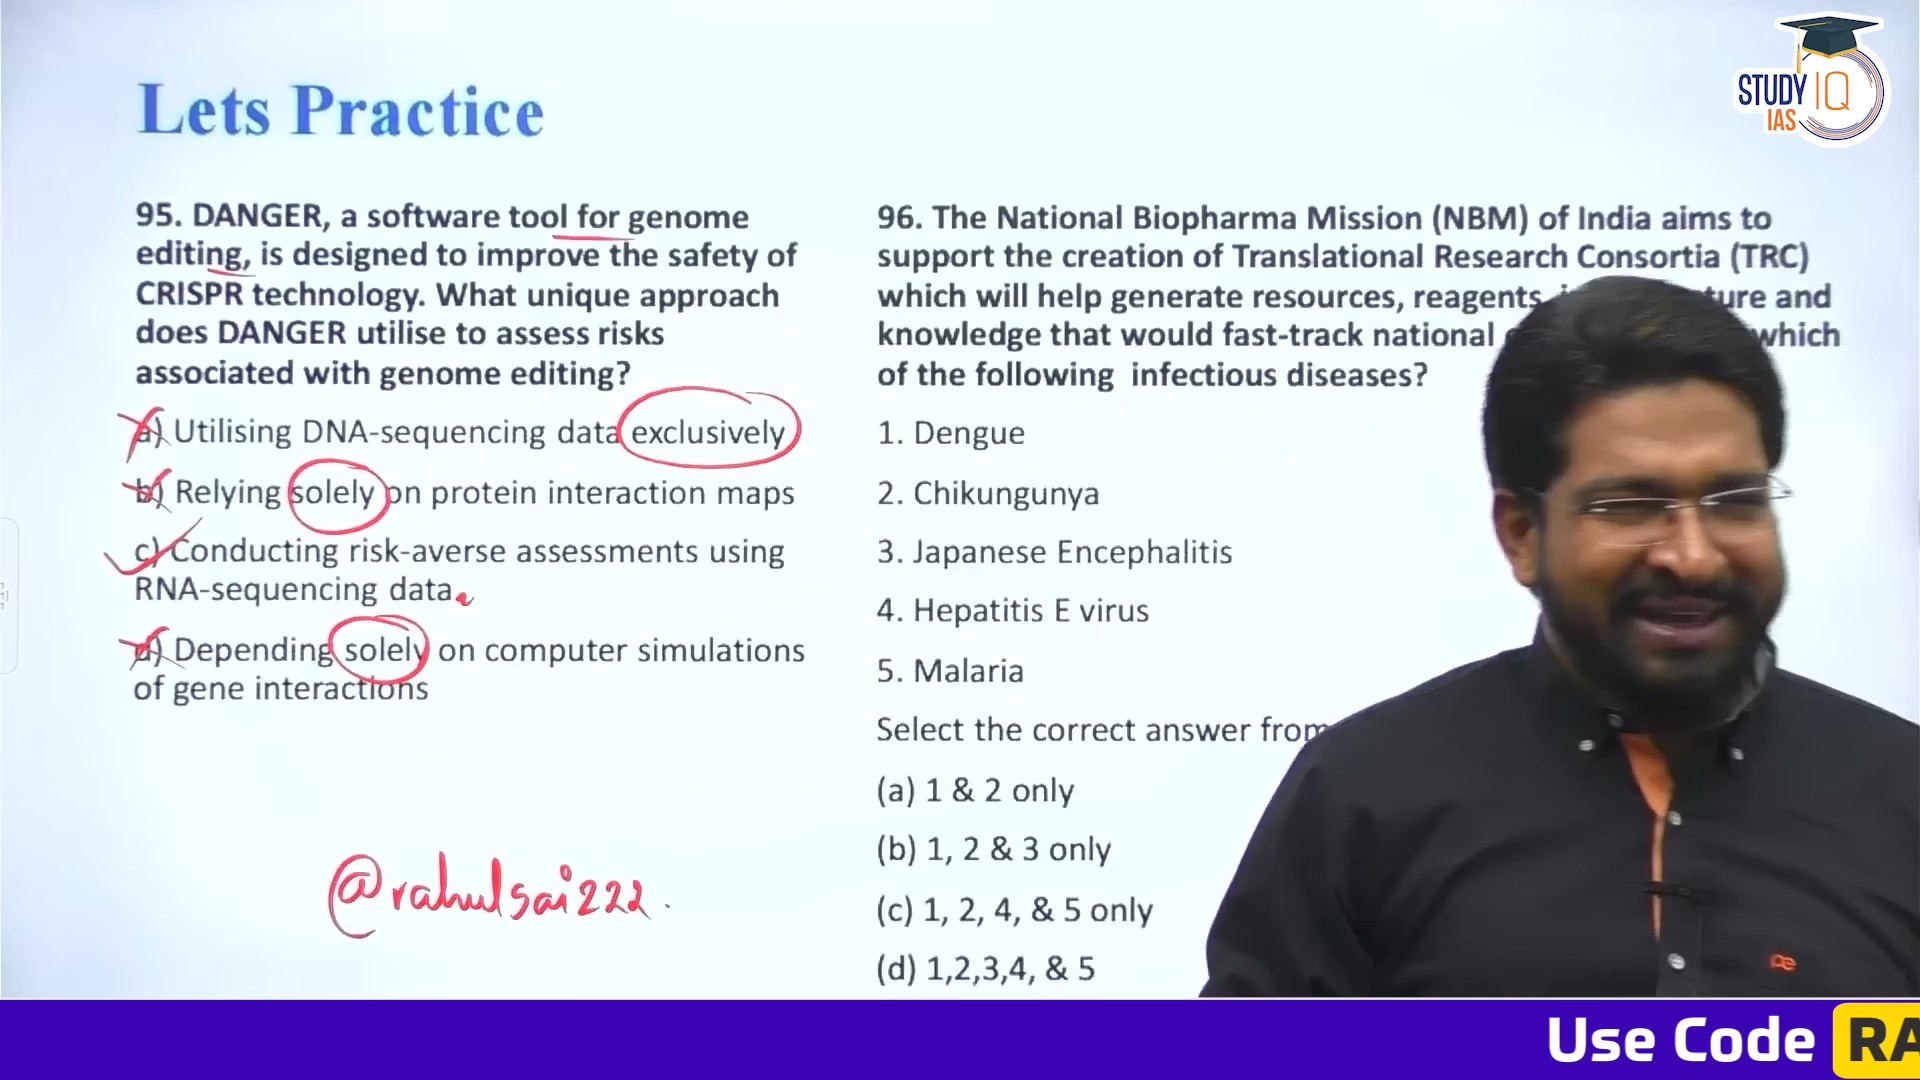 Lets Practice
STUDY IQ
IAS
95. DANGER, a software tool for genome
editing, is designed to improve the safety of
CRISPR technology. What unique approach
does DANGER utilise to assess risks
associated with genome editing?
a) Utilising DNA-sequencing data exclusively
b) Relying solely on protein interaction maps
c) Conducting risk-averse assessments using
RNA-sequencing data
d) Depending solely on computer simulations
of gene interactions
@rahulsai222.
96. The National Biopharma Mission (NBM) of India aims to
support the creation of Translational Research Consortia (TRC)
which will help generate resources, reagents, and
knowledge that would fast-track national which
of the following infectious diseases?
1. Dengue
2. Chikungunya
3. Japanese Encephalitis
4. Hepatitis E virus
5. Malaria
Select the correct answer from
(a) 1 & 2 only
(b) 1, 2 & 3 only
(c) 1, 2, 4, & 5 only
(d) 1,2,3,4, & 5
Use Code RA